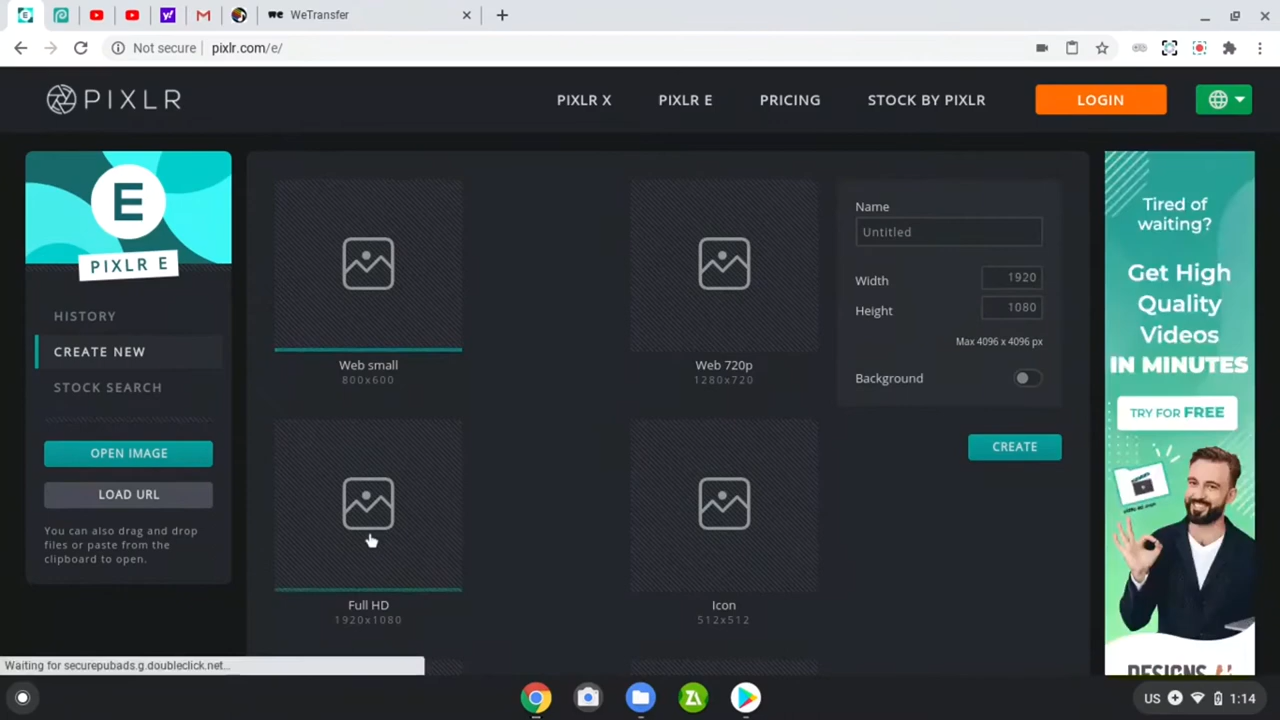 WeTransfer
Not secure
pixlr.com/e/
PIXLR
PIXLR X
PIXLR E
PRICING
STOCK BY PIXLR
LOGIN
E
PIXLR E
HISTORY
CREATE NEW
STOCK SEARCH
OPEN IMAGE
LOAD URL
You can also drag and drop
files or paste from the
clipboard to open.
Web small
800x600
Web 720p
1280x720
Full HD
1920x1080
Icon
512x512
Name
Untitled
Width
1920
Height
1080
Max 4096 x 4096 px
Background
CREATE
Tired of
waiting?
Get High
Quality
Videos
IN MINUTES
TRY FOR FREE
Waiting for securepubads.g.doubleclick.net...
US
1:14